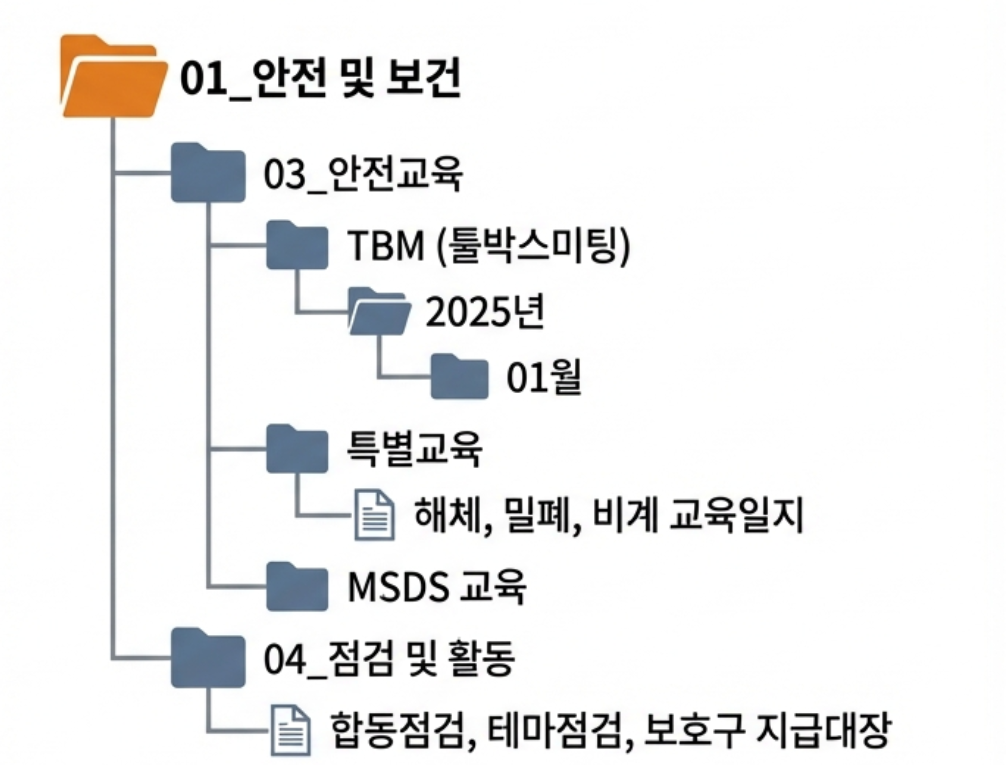 01_안전 및 보건
03_안전교육
TBM (툴박스미팅)
2025년
01월
특별교육
해체, 밀폐, 비계 교육일지
MSDS 교육
04_점검 및 활동
합동점검, 테마점검, 보호구 지급대장